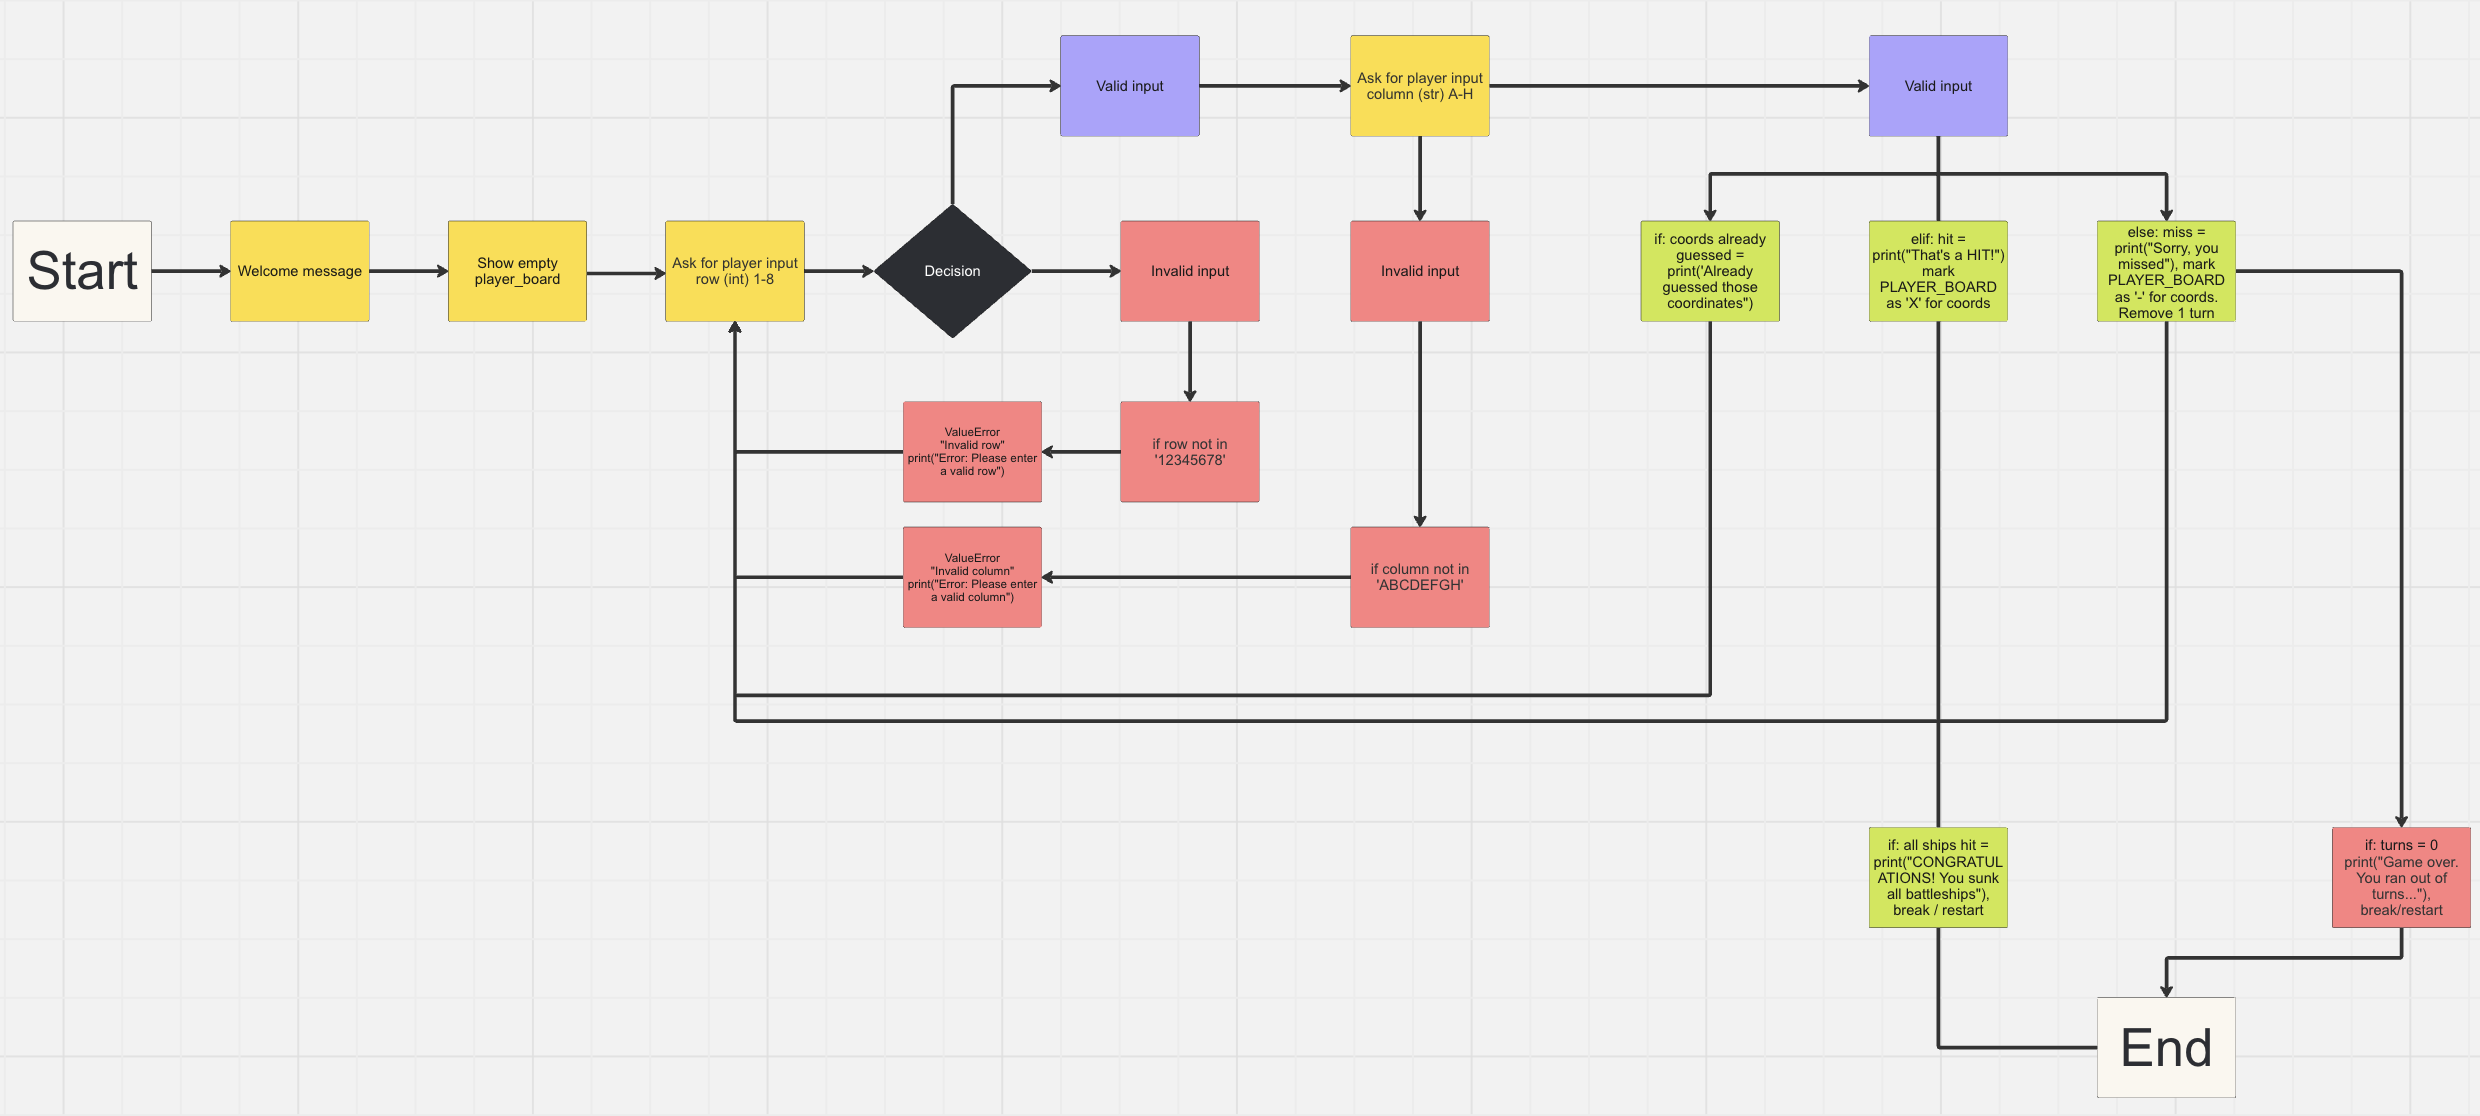 Valid input
Ask for player input
column (str) A-H
Valid input
Start
Welcome message
Show empty
player_board
Ask for player input
row (int) 1-8
Decision
Invalid input
Invalid input
if: coords already
guessed =
print('Already
guessed those
coordinates")
elif: hit =
print("That's a HIT!")
mark
PLAYER_BOARD
as 'X' for coords
else: miss =
print("Sorry, you
missed"), mark
PLAYER_BOARD
as '-' for coords.
Remove 1 turn
ValueError
"Invalid row"
print("Error: Please enter
a valid row")
if row not in
'12345678'
ValueError
"Invalid column"
print("Error: Please enter
a valid column")
if column not in
'ABCDEFGH'
if: all ships hit =
print("CONGRATUL
ATIONS! You sunk
all battleships"),
break / restart
if: turns = 0
print("Game over.
You ran out of
turns..."),
break/restart
End